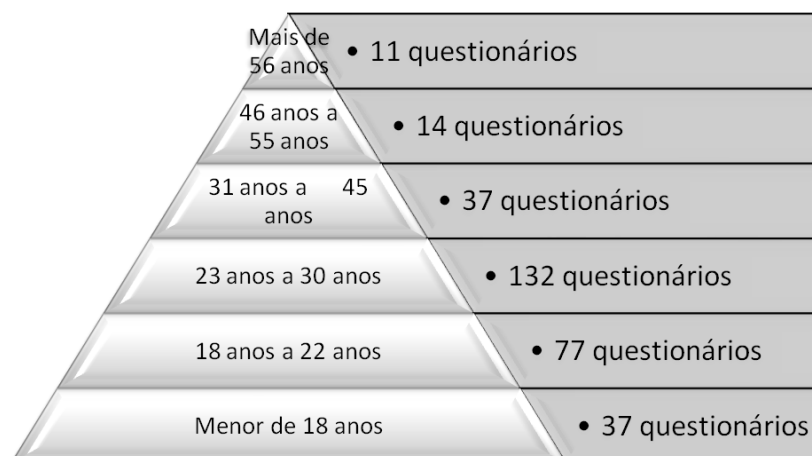 Mais de
56 anos
• 11 questionários
46 anos a
55 anos
• 14 questionários
31 anos a 45
anos
• 37 questionários
23 anos a 30 anos
• 132 questionários
18 anos a 22 anos
• 77 questionários
Menor de 18 anos
• 37 questionários